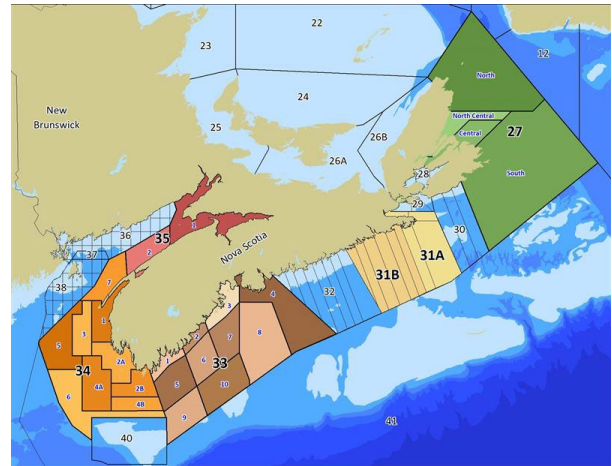 22
23
12
North
New
Brunswick
24
25
26B
North Central
27
Central
26A
28
South
29
36
35
1
Nova Scotia
30
37
2
31A
31B
38
7
32
3
4
1
3
2
7
8
5
34
2A
1
6
33
4A
2B
5
10
6
4B
9
41
40